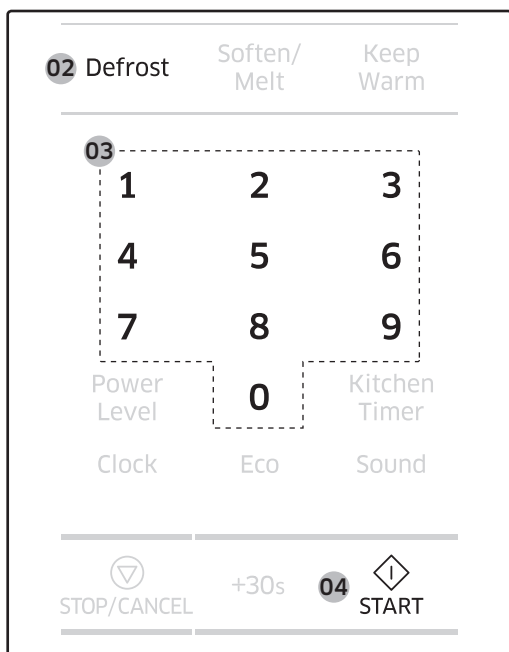 02 Defrost Soften/ Melt Keep Warm
03
1 2 3
4 5 6
7 8 9
Power Level 0 Kitchen Timer
Clock Eco Sound
STOP/CANCEL +30s 04 START